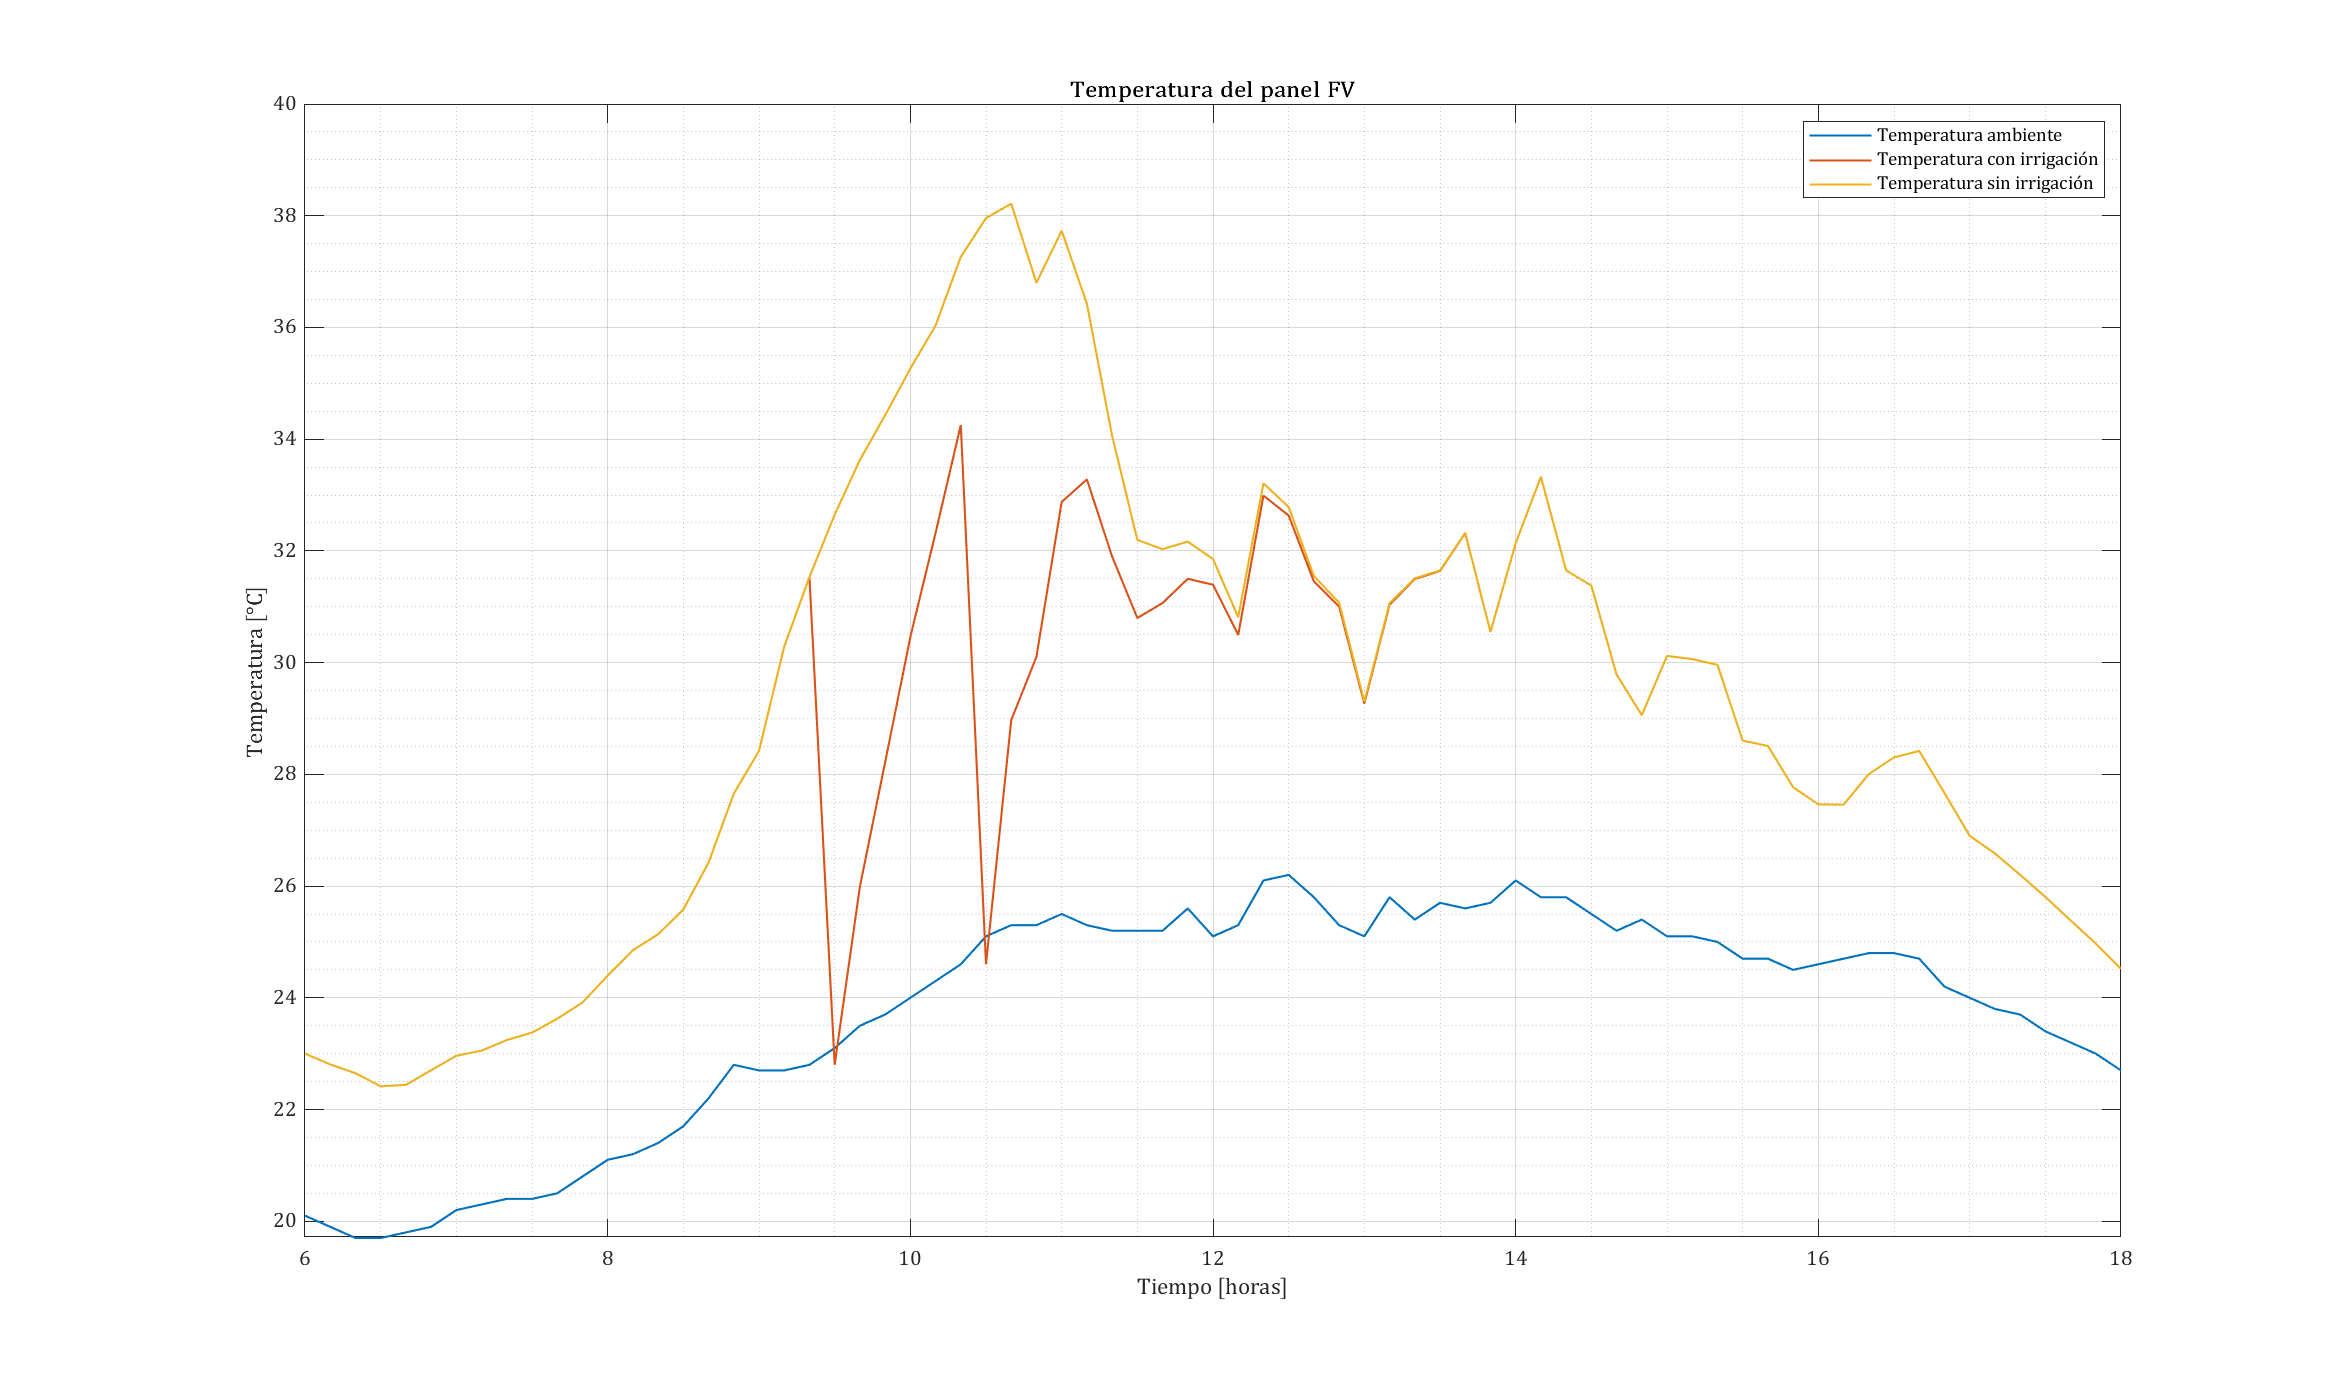 Temperatura del panel FV
40
38
36
34
32
30
28
26
24
22
20
Temperatura [°C]
Temperatura ambiente
Temperatura con irrigación
Temperatura sin irrigación
6 8 10 12 14 16 18
Tiempo [horas]